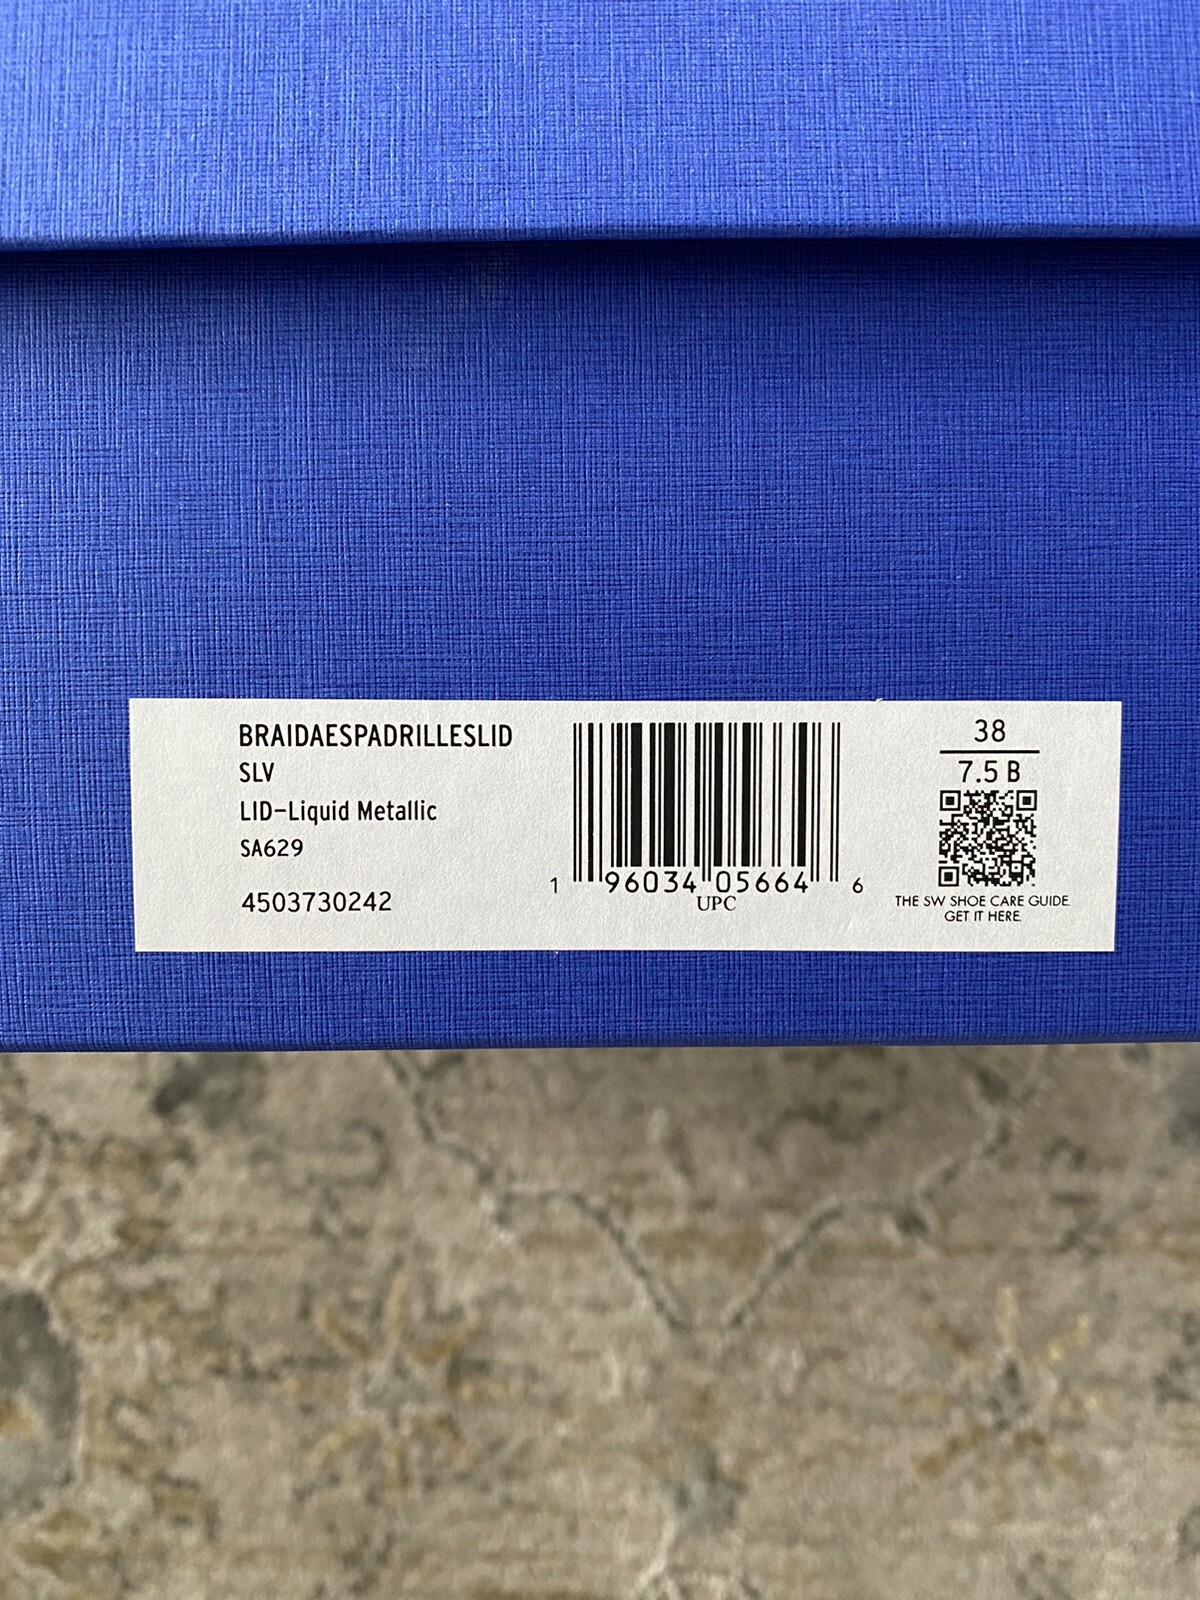 BRAIDAESPADRILLESLID
SLV
LID-Liquid Metallic
SA629
4503730242
1 96034 05664 6
UPC
38
7.5 B
THE SW SHOE CARE GUIDE.
GET IT HERE.